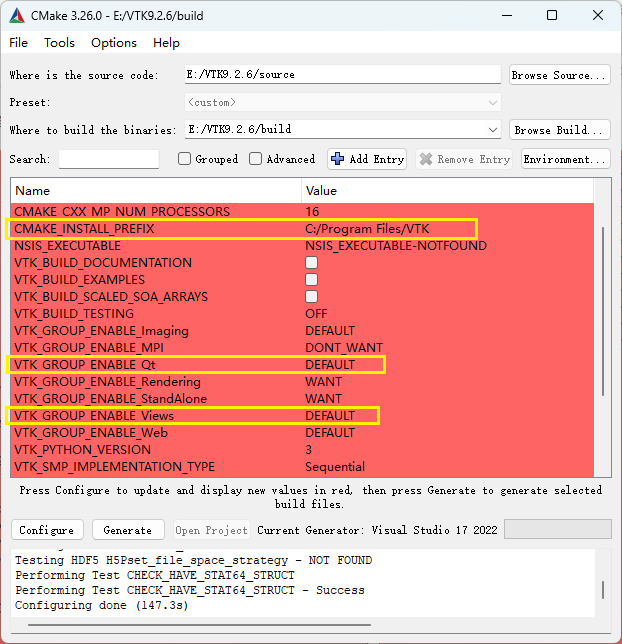 CMake 3.26.0 - E:/VTK9.2.6/build
File Tools Options Help
Where is the source code: E:/VTK9.2.6/source Browse Source...
Preset: <custom>
Where to build the binaries: E:/VTK9.2.6/build Browse Build...
Search: Grouped Advanced Add Entry Remove Entry Environment...
Name Value
CMAKE_CXX_MP_NUM_PROCESSORS 16
CMAKE_INSTALL_PREFIX C:/Program Files/VTK
NSIS_EXECUTABLE NSIS_EXECUTABLE-NOTFOUND
VTK_BUILD_DOCUMENTATION
VTK_BUILD_EXAMPLES
VTK_BUILD_SCALED_SOA_ARRAYS
VTK_BUILD_TESTING OFF
VTK_GROUP_ENABLE_Imaging DEFAULT
VTK_GROUP_ENABLE_MPI DONT_WANT
VTK_GROUP_ENABLE_Qt DEFAULT
VTK_GROUP_ENABLE_Rendering WANT
VTK_GROUP_ENABLE_StandAlone WANT
VTK_GROUP_ENABLE_Views DEFAULT
VTK_GROUP_ENABLE_Web DEFAULT
VTK_PYTHON_VERSION 3
VTK_SMP_IMPLEMENTATION_TYPE Sequential
Press Configure to update and display new values in red, then press Generate to generate selected
build files.
Configure Generate Open Project Current Generator: Visual Studio 17 2022
Testing HDF5 H5Pset_file_space_strategy - NOT FOUND
Performing Test CHECK_HAVE_STAT64_STRUCT
Performing Test CHECK_HAVE_STAT64_STRUCT - Success
Configuring done (147.3s)